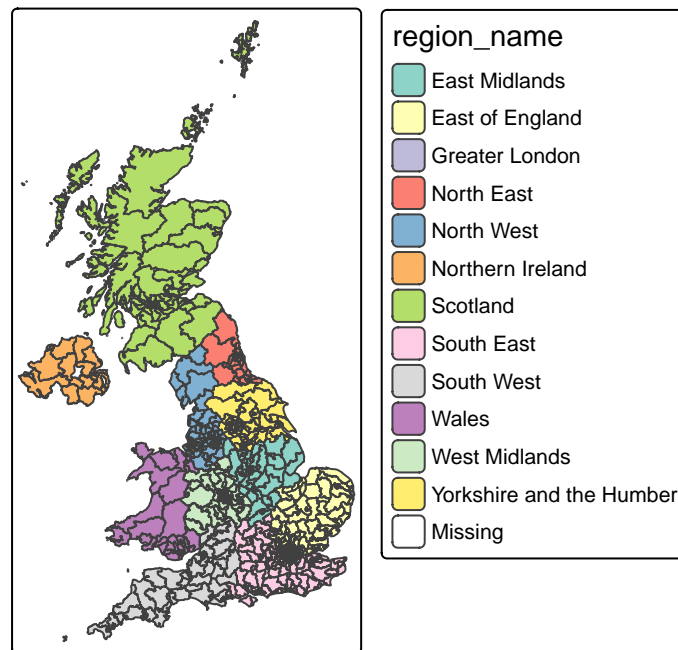 region_name
East Midlands
East of England
Greater London
North East
North West
Northern Ireland
Scotland
South East
South West
Wales
West Midlands
Yorkshire and the Humber
Missing